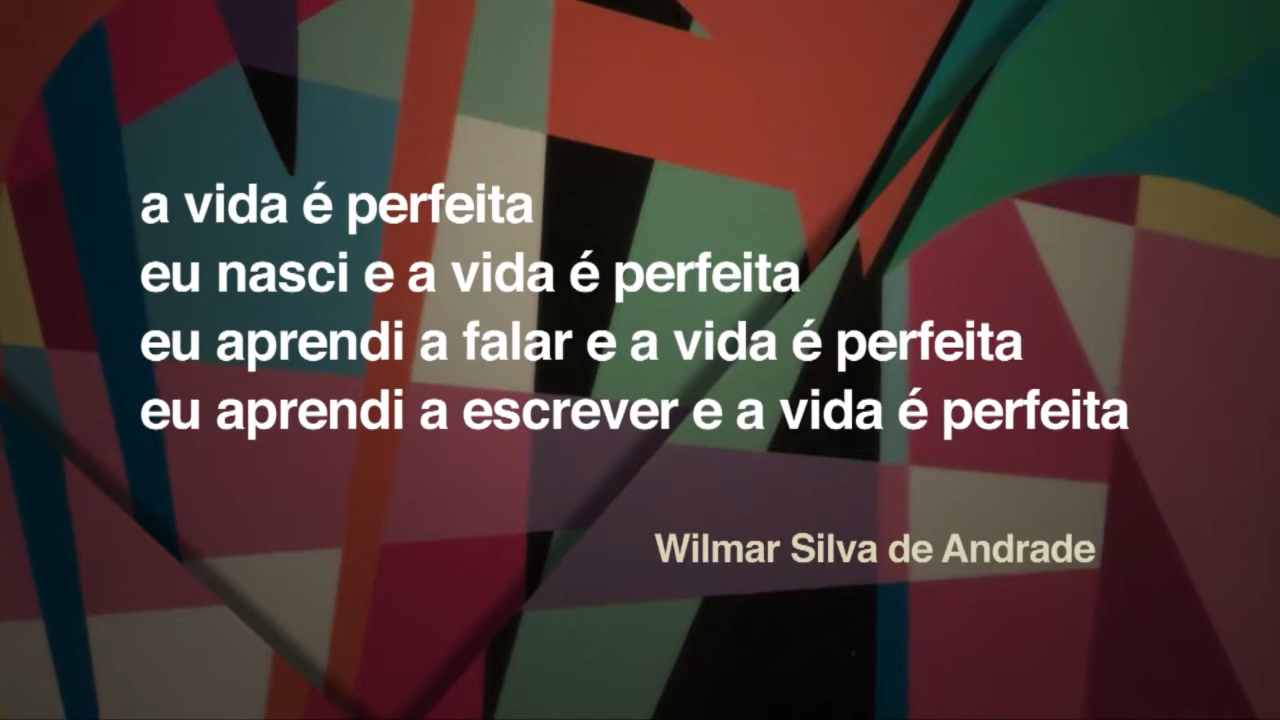 a vida é perfeita
eu nasci e a vida é perfeita
eu aprendi a falar e a vida é perfeita
eu aprendi a escrever e a vida é perfeita
Wilmar Silva de Andrade